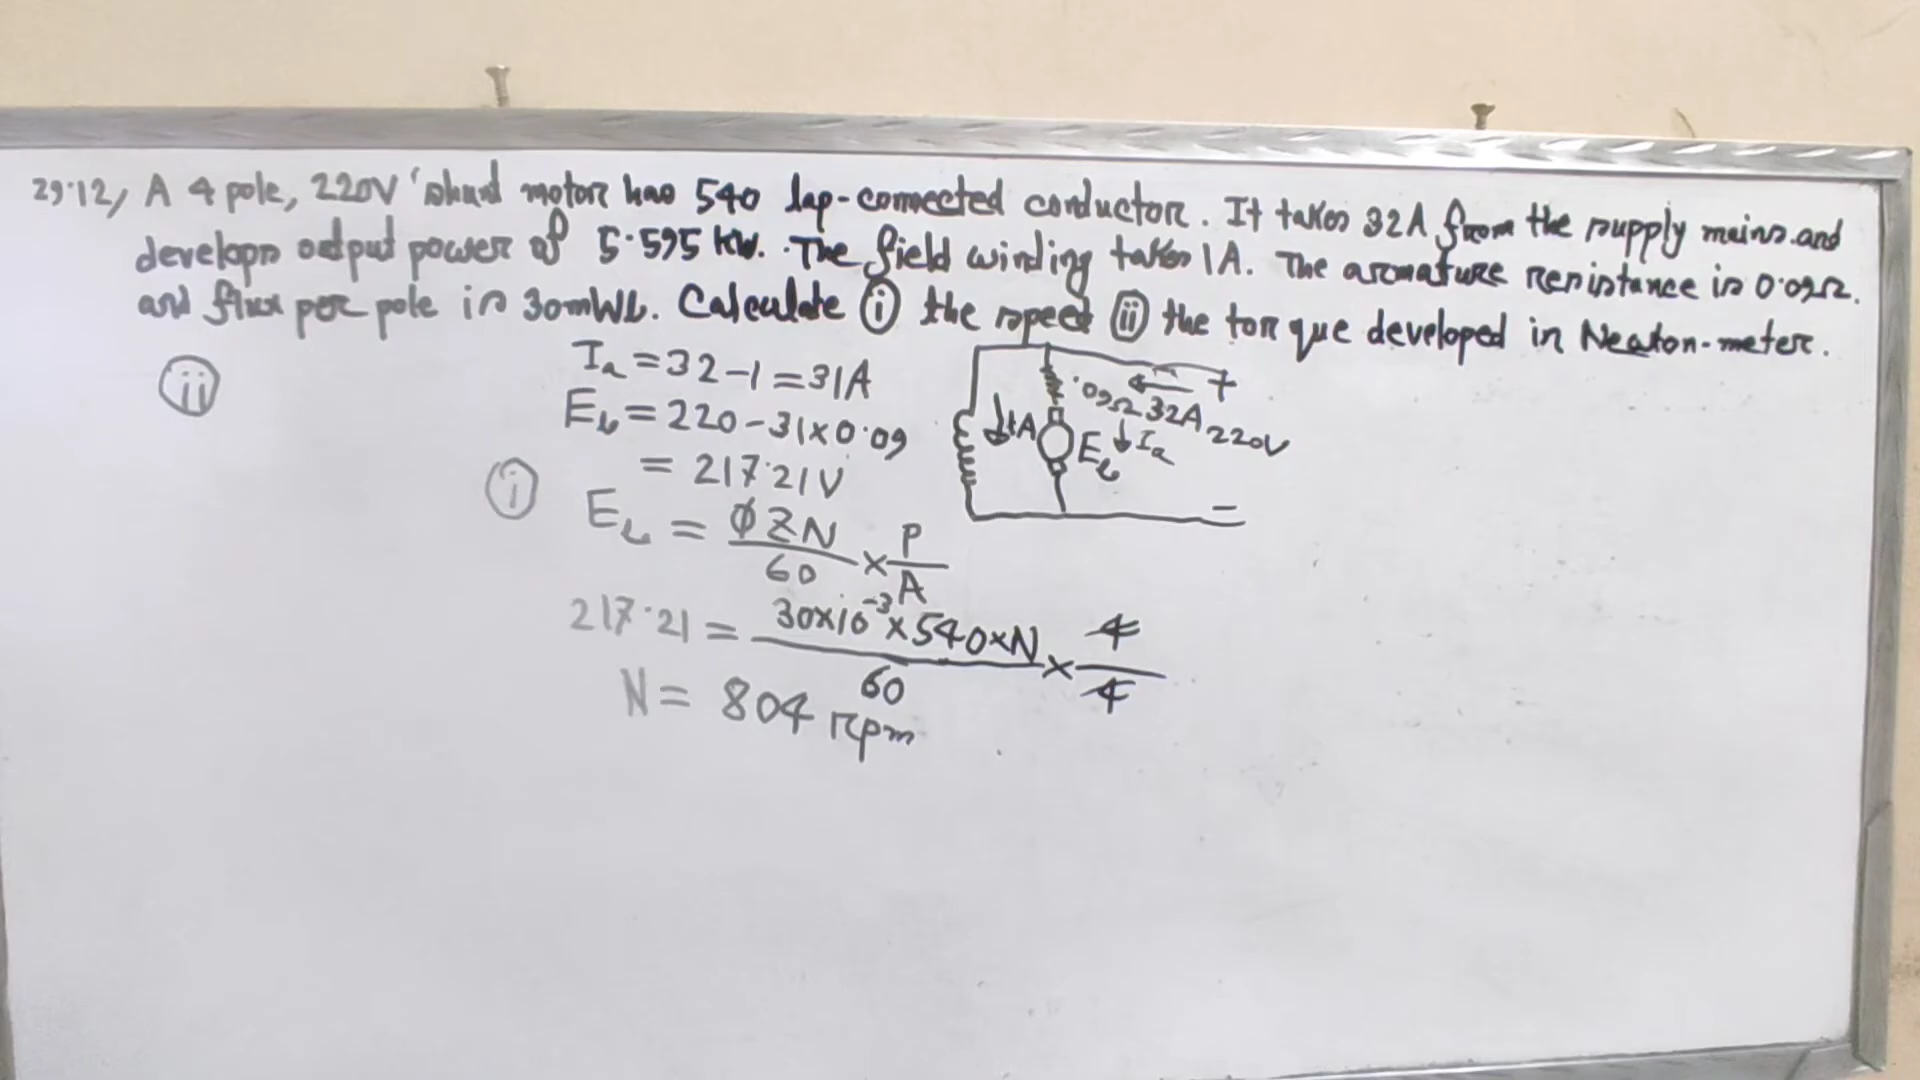 29.12, A 4 pole, 220V shunt motor has 540 lap-connected conductor. It takes 32A from the supply mains and
develops output power of 5.595 kW. The field winding takes 1A. The armature resistance is 0.09Ω.
and flux per pole is 30mWb. Calculate (i) the speed (ii) the torque developed in Newton-meter.
(ii)
Ia = 32-1 = 31A
Eb = 220 - 31×0.09
= 217.21V
(i) Eb = ØZN/60 × P/A
217.21 = 30×10⁻³×540×N/60 × 4/4
N = 804 rpm
.09Ω 32A +
1A Eb Ia 220V
-